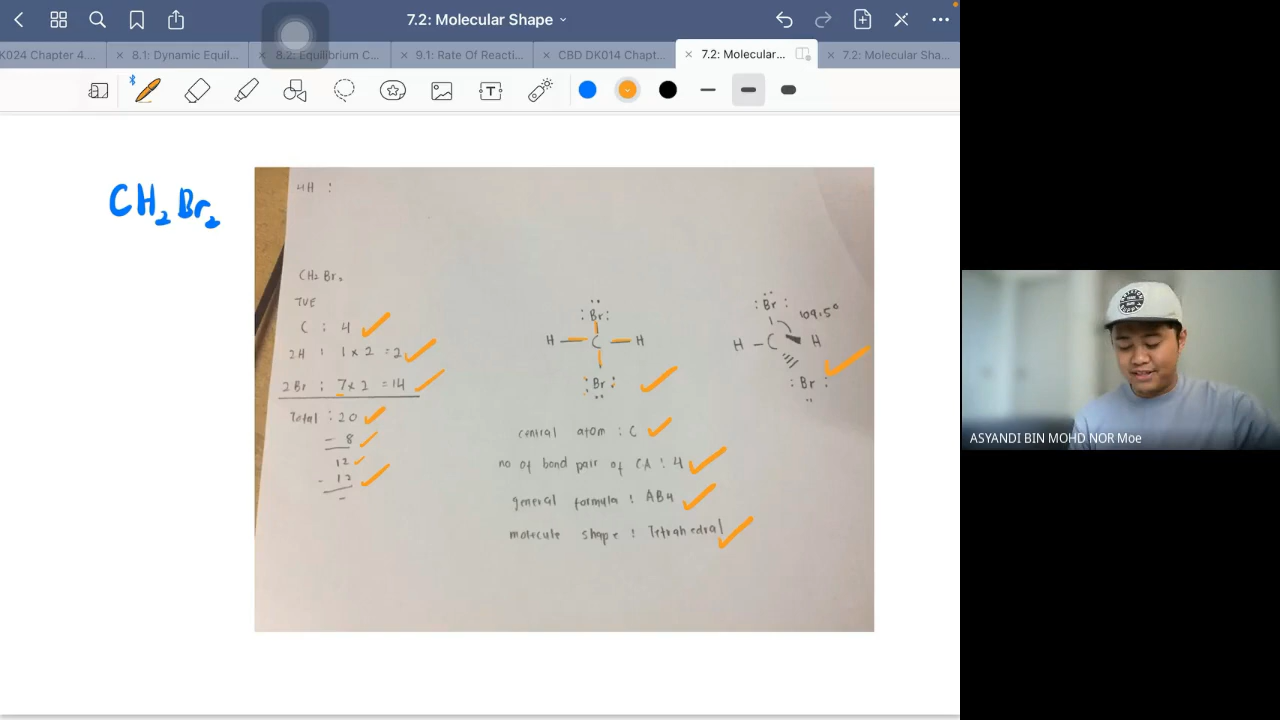 7.2: Molecular Shape
K024 Chapter 4....
8.1: Dynamic Equil...
8.2: Equilibrium C...
9.1: Rate Of Reacti...
CBD DK014 Chapt...
7.2: Molecular...
7.2: Molecular Sha...
T
CH2Br2
4H :
CH2Br2
TVE
C : 4
2H : 1 x 2 = 2
2Br : 7 x 2 = 14
Total : 20
- 8
12
- 12
-
Br
H - C - H
Br
Br
109.5°
H - C H
Br
central atom : C
no of bond pair of CA : 4
general formula : AB4
molecule shape : Tetrahedral
ASYANDI BIN MOHD NOR Moe